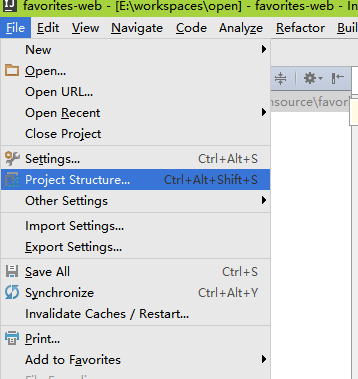 favorites-web - [E:\workspaces\open] - favorites-web - In
File Edit View Navigate Code Analyze Refactor Bui
nsource\favor
New
Open...
Open URL...
Open Recent
Close Project
Settings... Ctrl+Alt+S
Project Structure... Ctrl+Alt+Shift+S
Other Settings
Import Settings...
Export Settings...
Save All Ctrl+S
Synchronize Ctrl+Alt+Y
Invalidate Caches / Restart...
Print...
Add to Favorites